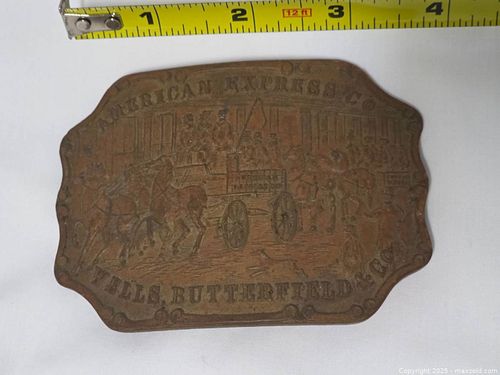 1 2 12 ft 3 4
AMERICAN EXPRESS CO
WELLS, BUTTERFIELD & CO.
Copyright © 2025 - maxsold.com